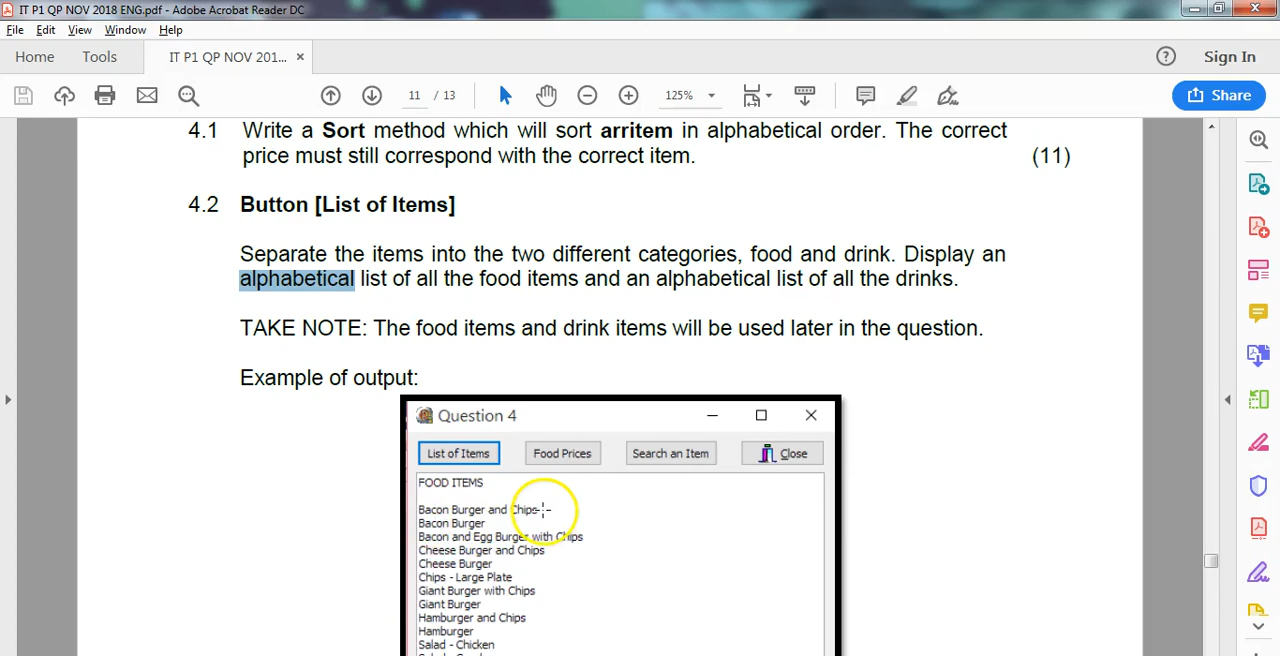 IT P1 QP NOV 2018 ENG.pdf - Adobe Acrobat Reader DC
File Edit View Window Help
Home Tools IT P1 QP NOV 201... × Sign In
11 / 13 125% Share
4.1 Write a Sort method which will sort arritem in alphabetical order. The correct
price must still correspond with the correct item. (11)
4.2 Button [List of Items]
Separate the items into the two different categories, food and drink. Display an
alphabetical list of all the food items and an alphabetical list of all the drinks.
TAKE NOTE: The food items and drink items will be used later in the question.
Example of output:
Question 4
List of Items Food Prices Search an Item Close
FOOD ITEMS
Bacon Burger and Chips
Bacon Burger
Bacon and Egg Burger with Chips
Cheese Burger and Chips
Cheese Burger
Chips - Large Plate
Giant Burger with Chips
Giant Burger
Hamburger and Chips
Hamburger
Salad - Chicken